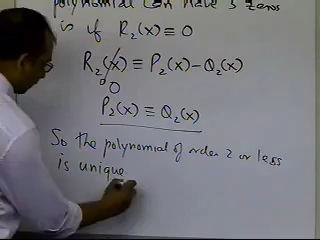 polynomial can have 3 zeros
is if R₂(x) ≡ 0
R₂(x) ≡ P₂(x) - Q₂(x)
0
P₂(x) ≡ Q₂(x)
So the polynomial of order 2 or less
is unique